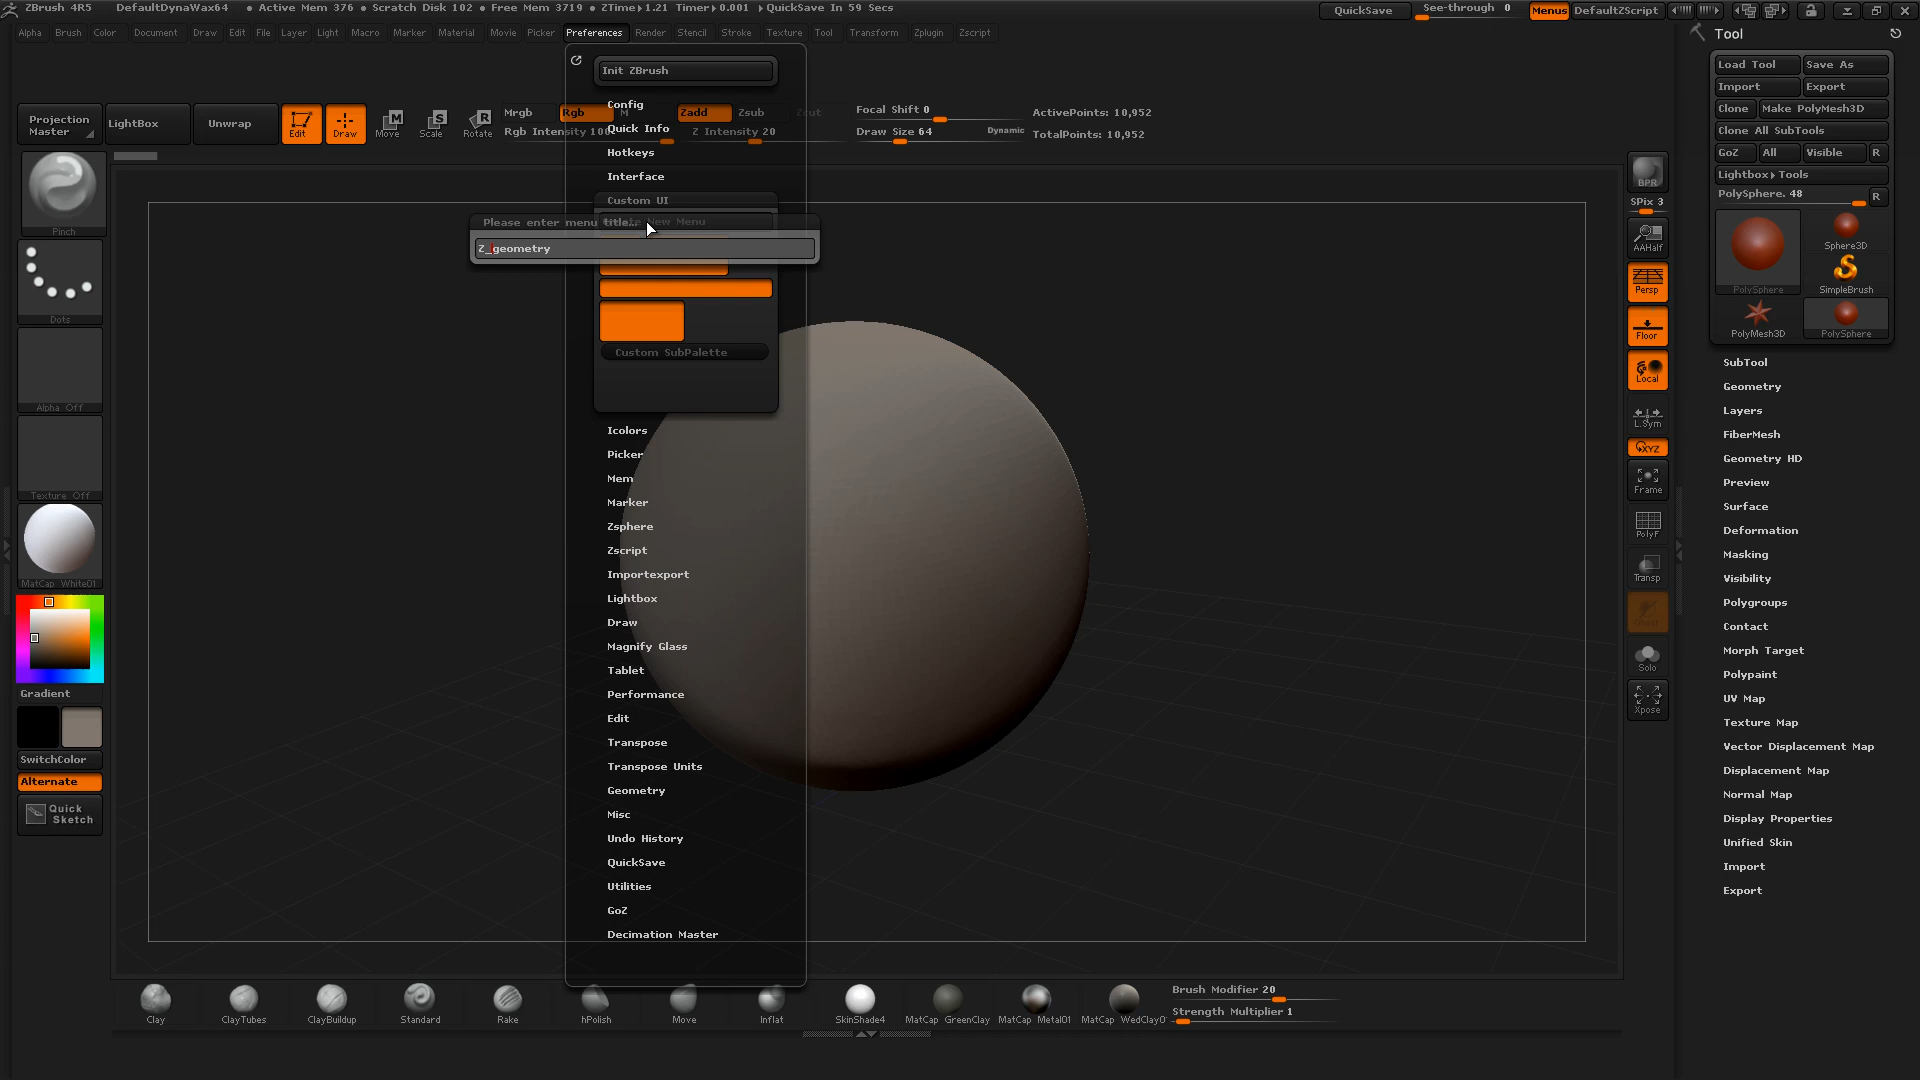 ZBrush 4R5 DefaultDynaWax64 • Active Mem 376 • Scratch Disk 102 • Free Mem 3719 • ZTime▸1.21 Timer▸0.001 ▸QuickSave In 59 Secs QuickSave See-through 0 Menus DefaultZScript
Alpha Brush Color Document Draw Edit File Layer Light Macro Marker Material Movie Picker Preferences Render Stencil Stroke Texture Tool Transform Zplugin Zscript
Tool
Load Tool Save As
Import Export
Clone Make PolyMesh3D
Clone All SubTools
GoZ All Visible R
Lightbox▸Tools
PolySphere. 48 R
PolySphere
Sphere3D
SimpleBrush
PolyMesh3D
PolySphere
SubTool
Geometry
Layers
FiberMesh
Geometry HD
Preview
Surface
Deformation
Masking
Visibility
Polygroups
Contact
Morph Target
Polypaint
UV Map
Texture Map
Vector Displacement Map
Displacement Map
Normal Map
Display Properties
Unified Skin
Import
Export
Projection Master
LightBox
Unwrap
Edit
Draw
Move
Scale
Rotate
Mrgb Rgb M Zadd Zsub Zcut
Rgb Intensity 100 Z Intensity 20
Focal Shift 0
Draw Size 64 Dynamic
ActivePoints: 10,952
TotalPoints: 10,952
Init ZBrush
Config
Quick Info
Hotkeys
Interface
Custom UI
Please enter menu title.. New Menu
Z_geometry
Custom SubPalette
Icolors
Picker
Mem
Marker
Zsphere
Zscript
Importexport
Lightbox
Draw
Magnify Glass
Tablet
Performance
Edit
Transpose
Transpose Units
Geometry
Misc
Undo History
QuickSave
Utilities
GoZ
Decimation Master
Pinch
Dots
Alpha Off
Texture Off
MatCap White01
Gradient
SwitchColor
Alternate
Quick Sketch
BPR
SPix 3
AAHalf
Persp
Floor
Local
L.Sym
XYZ
Frame
PolyF
Transp
Ghost
Solo
Xpose
Clay ClayTubes ClayBuildup Standard Rake hPolish Move Inflat SkinShade4 MatCap GreenClay MatCap Metal01 MatCap WedClay0
Brush Modifier 20
Strength Multiplier 1